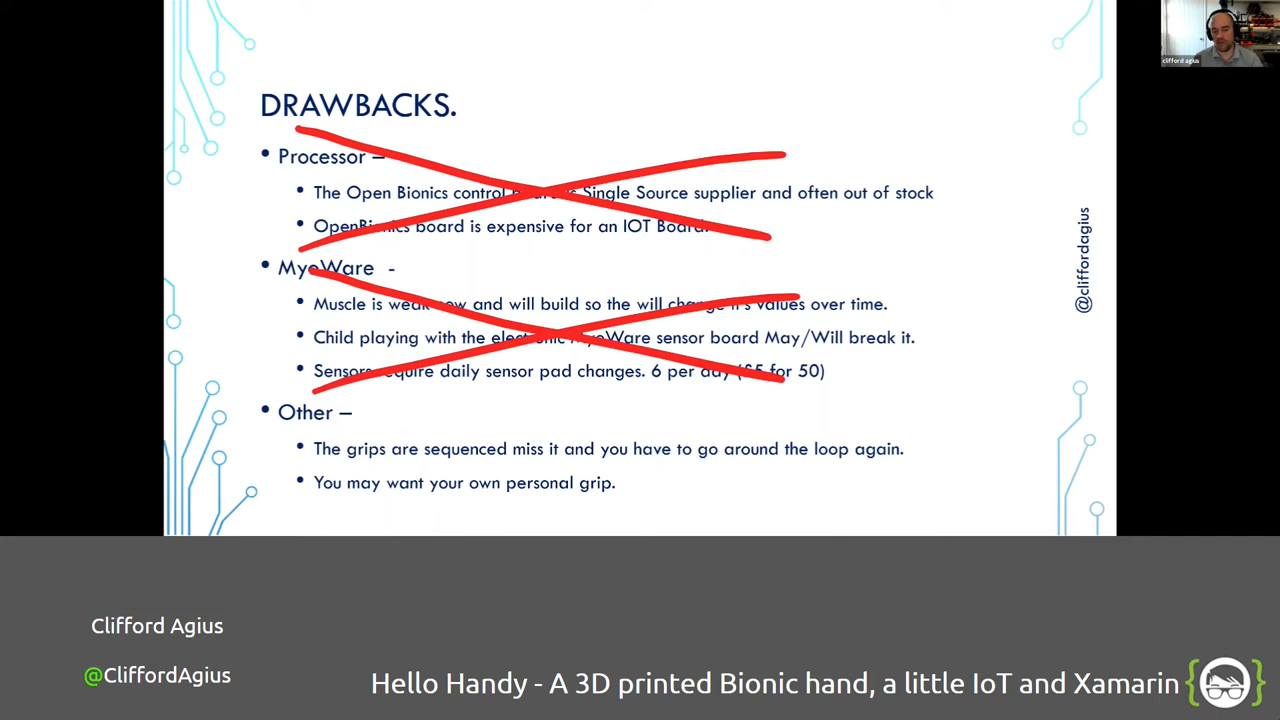 clifford agius
DRAWBACKS.
• Processor –
• The Open Bionics control board is Single Source supplier and often out of stock
• OpenBionics board is expensive for an IOT Board.
• MyoWare -
• Muscle is weak now and will build so the will change it's values over time.
• Child playing with the electronic MyoWare sensor board May/Will break it.
• Sensors require daily sensor pad changes. 6 per day (£5 for 50)
• Other –
• The grips are sequenced miss it and you have to go around the loop again.
• You may want your own personal grip.
@cliffordagius
Clifford Agius
@CliffordAgius
Hello Handy - A 3D printed Bionic hand, a little IoT and Xamarin